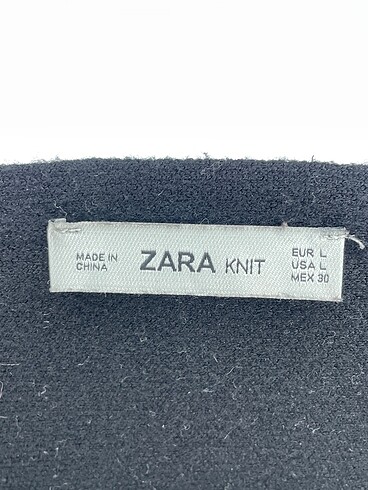 MADE IN
CHINA
ZARA KNIT
EUR L
USA L
MEX 30